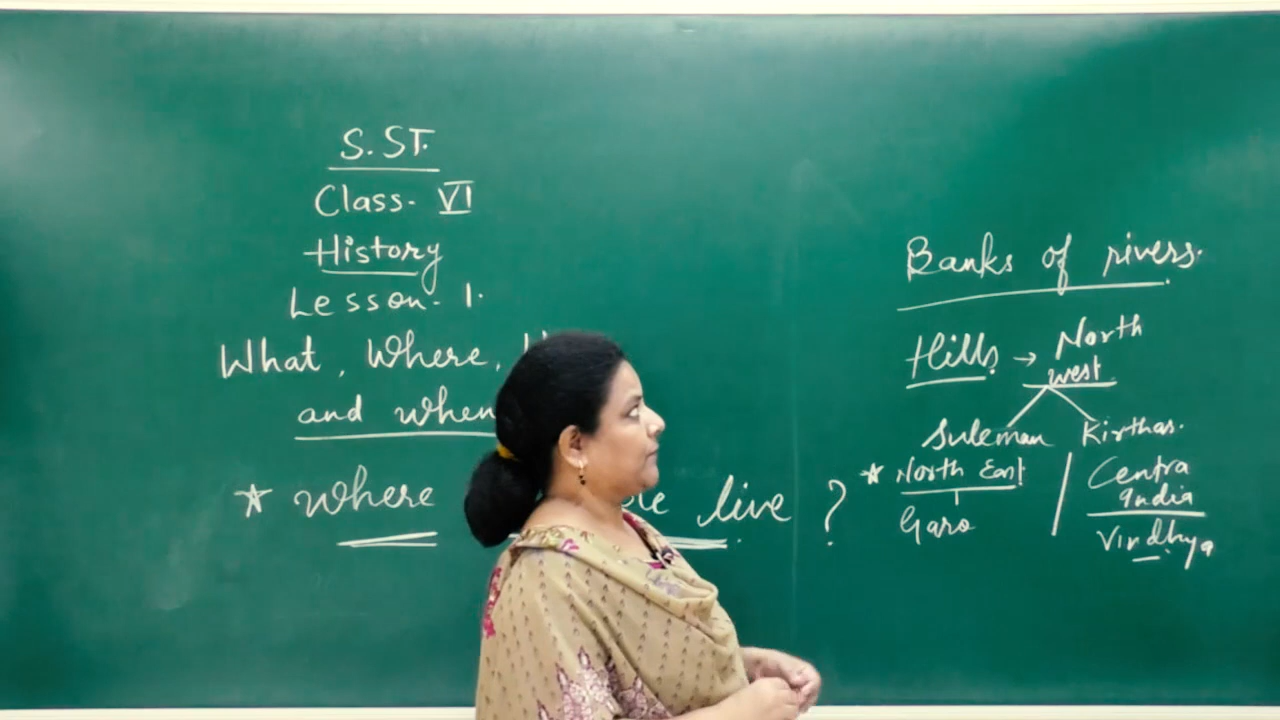 S.ST.
Class- VI
History
Lesson- 1.
What, Where,
and when
* where live ?
Banks of rivers.
Hills → North
west
Suleman Kirthas.
* North East
Garo
Centra
India
Vindhya